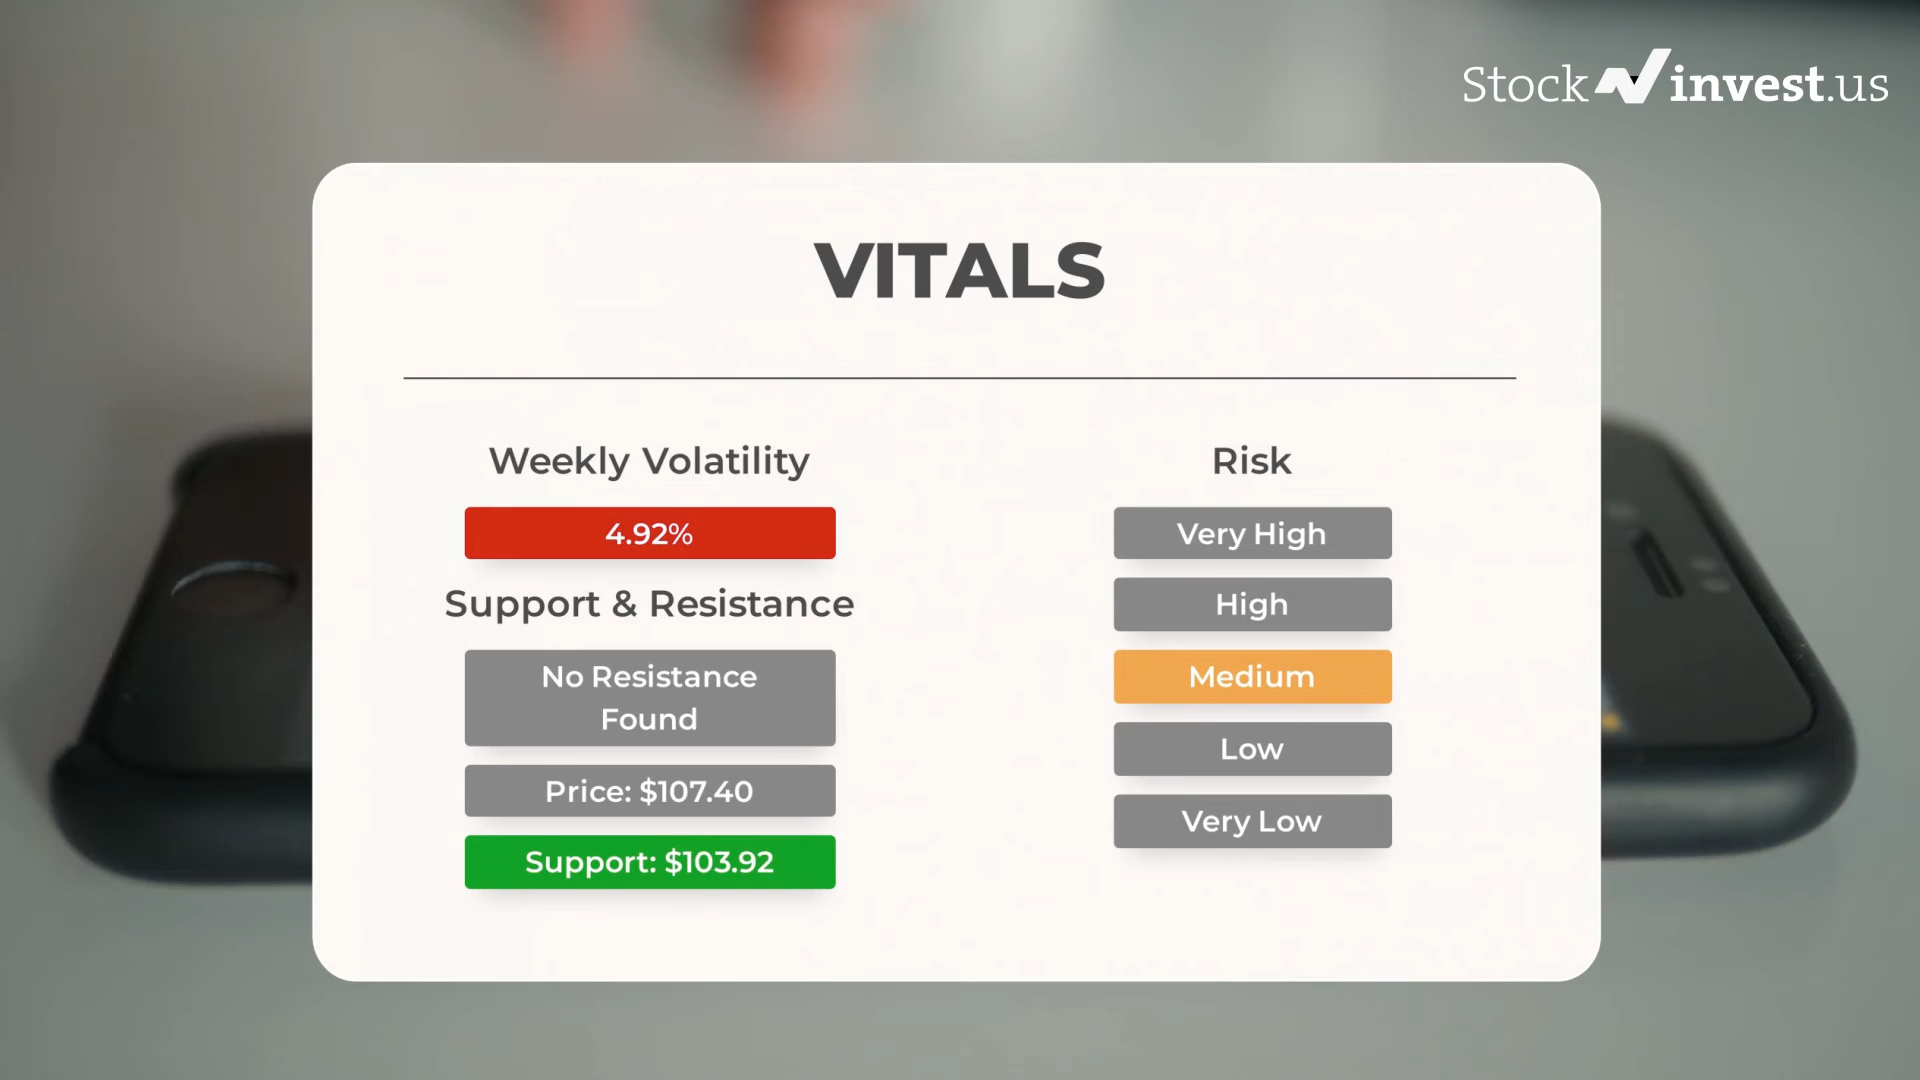 Stock invest.us
VITALS
Weekly Volatility
4.92%
Support & Resistance
No Resistance
Found
Price: $107.40
Support: $103.92
Risk
Very High
High
Medium
Low
Very Low